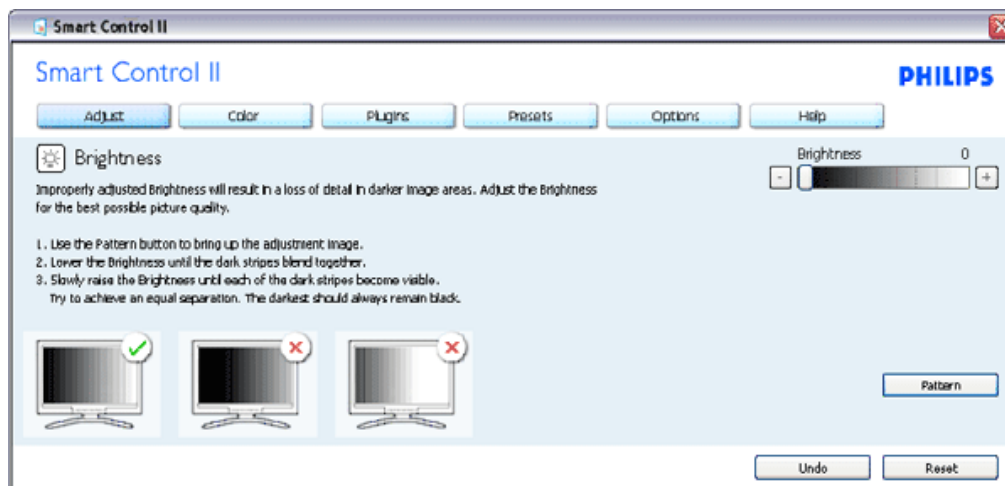 Smart Control II
Smart Control II
PHILIPS
Adjust Color Plugins Presets Options Help
Brightness
Brightness 0
Improperly adjusted Brightness will result in a loss of detail in darker image areas. Adjust the Brightness
for the best possible picture quality.
- +
1. Use the Pattern button to bring up the adjustment image.
2. Lower the Brightness until the dark stripes blend together.
3. Slowly raise the Brightness until each of the dark stripes become visible.
Try to achieve an equal separation. The darkest should always remain black.
Pattern
Undo Reset